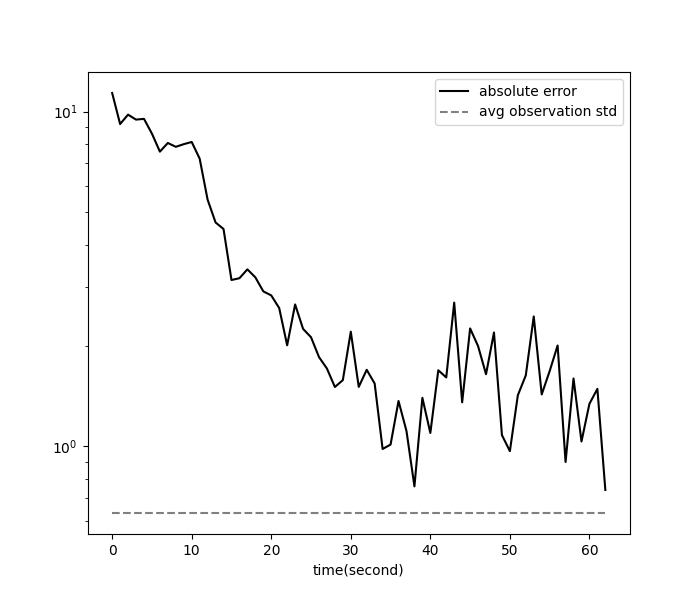 absolute error
avg observation std
10¹
10⁰
0 10 20 30 40 50 60
time(second)